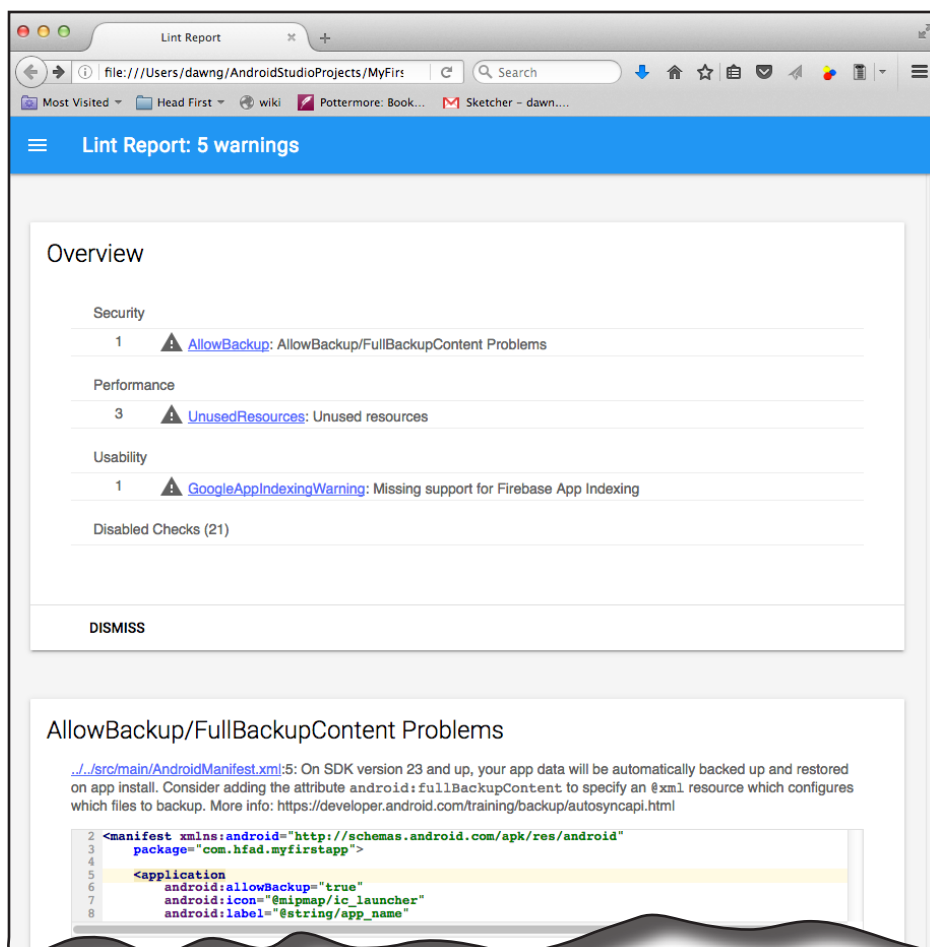 Lint Report
file:///Users/dawng/AndroidStudioProjects/MyFirs
Search
Most Visited
Head First
wiki
Pottermore: Book...
Sketcher – dawn....
Lint Report: 5 warnings
Overview
Security
1 AllowBackup: AllowBackup/FullBackupContent Problems
Performance
3 UnusedResources: Unused resources
Usability
1 GoogleAppIndexingWarning: Missing support for Firebase App Indexing
Disabled Checks (21)
DISMISS
AllowBackup/FullBackupContent Problems
../../src/main/AndroidManifest.xml:5: On SDK version 23 and up, your app data will be automatically backed up and restored
on app install. Consider adding the attribute android:fullBackupContent to specify an @xml resource which configures
which files to backup. More info: https://developer.android.com/training/backup/autosyncapi.html
2 <manifest xmlns:android="http://schemas.android.com/apk/res/android"
3 package="com.hfad.myfirstapp">
4
5 <application
6 android:allowBackup="true"
7 android:icon="@mipmap/ic_launcher"
8 android:label="@string/app_name"